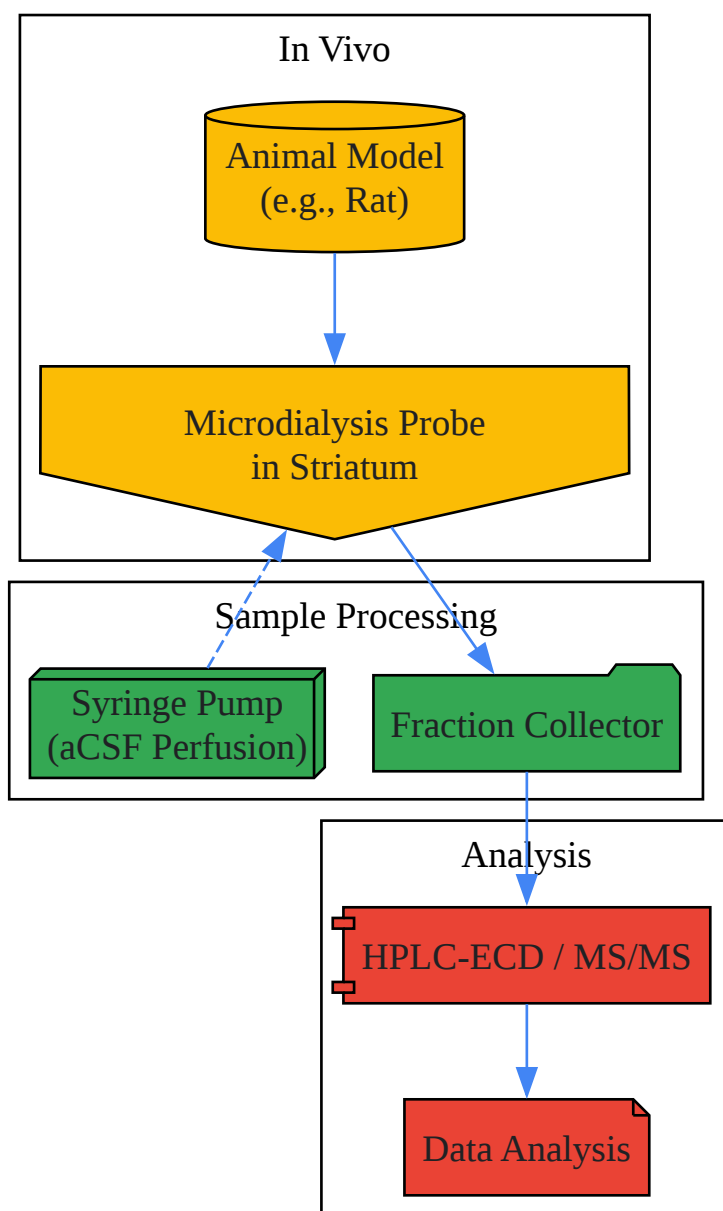 In Vivo
Animal Model
(e.g., Rat)
Microdialysis Probe
in Striatum
Sample Processing
Syringe Pump
(aCSF Perfusion)
Fraction Collector
Analysis
HPLC-ECD / MS/MS
Data Analysis